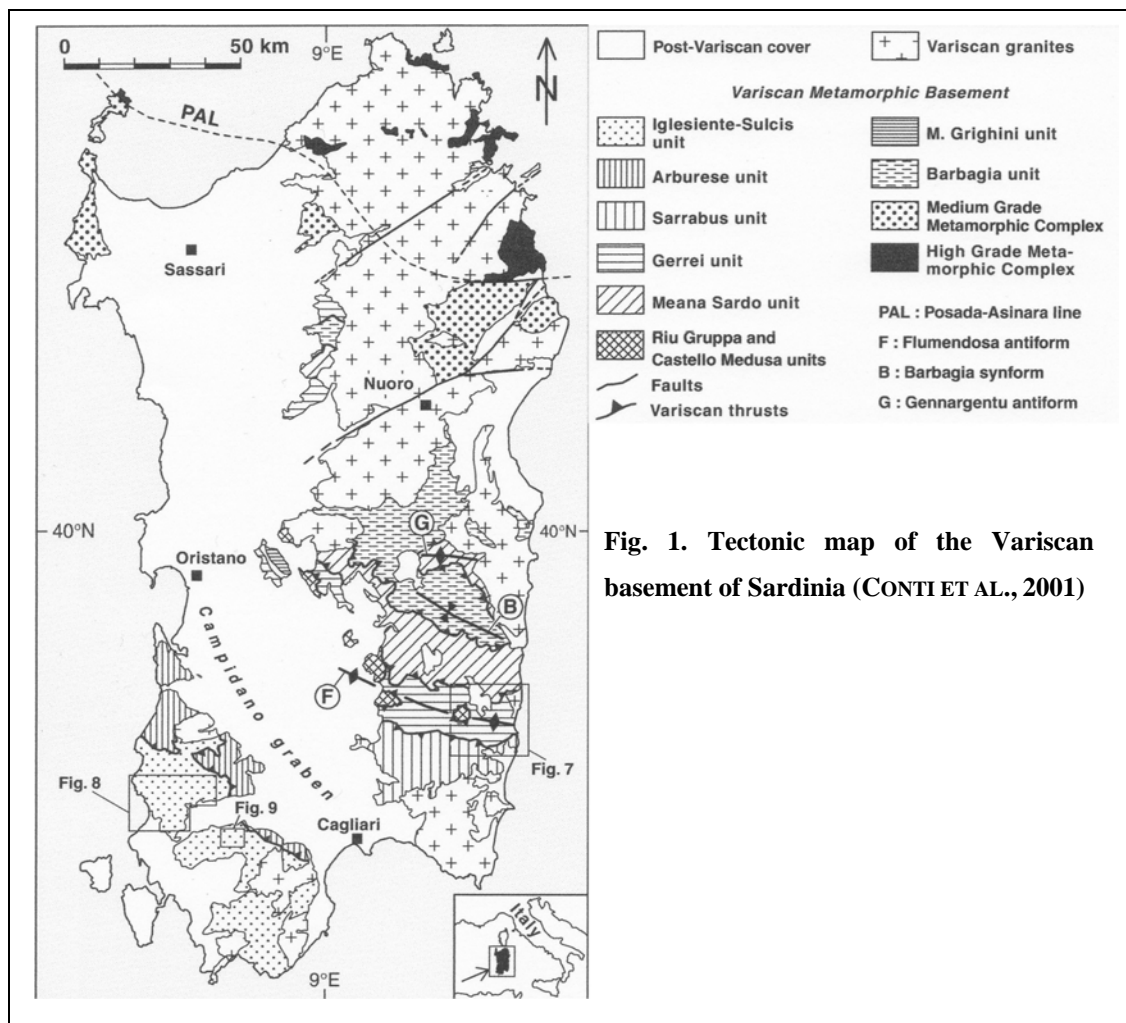 0 50 km
9°E
N
PAL
Sassari
Nuoro
40°N
40°N
G
Oristano
B
Campidano graben
F
Fig. 7
Fig. 8
Fig. 9
Cagliari
9°E
Italy
Post-Variscan cover
Variscan granites
Variscan Metamorphic Basement
Iglesiente-Sulcis
unit
Arburese unit
Sarrabus unit
Gerrei unit
Meana Sardo unit
Riu Gruppa and
Castello Medusa units
Faults
Variscan thrusts
M. Grighini unit
Barbagia unit
Medium Grade
Metamorphic Complex
High Grade Meta-
morphic Complex
PAL : Posada-Asinara line
F : Flumendosa antiform
B : Barbagia synform
G : Gennargentu antiform
Fig. 1. Tectonic map of the Variscan
basement of Sardinia (CONTI ET AL., 2001)